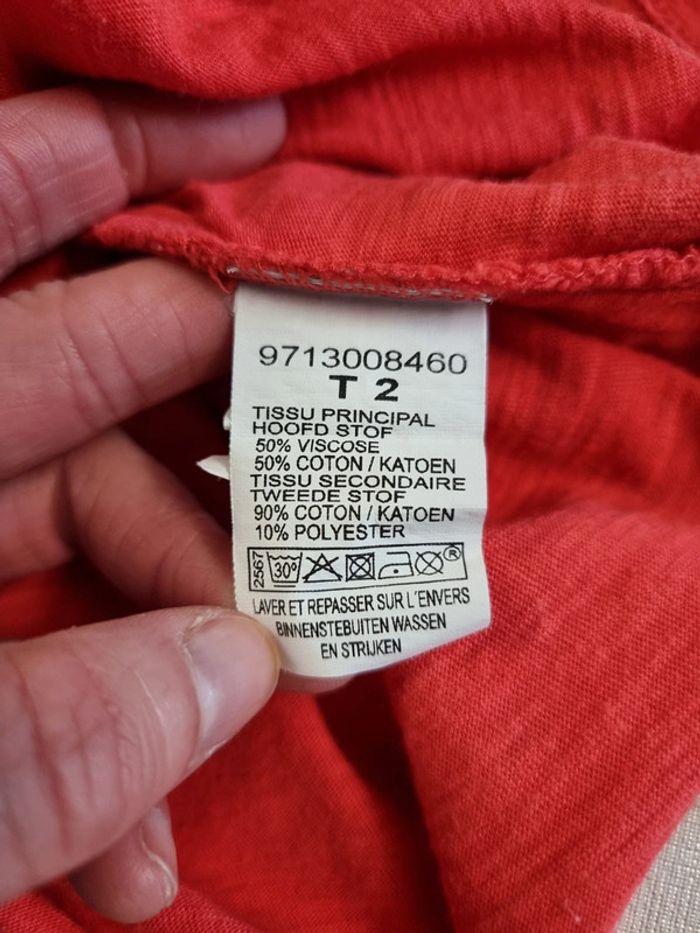 9713008460
T 2
TISSU PRINCIPAL
HOOFD STOF
50% VISCOSE
50% COTON / KATOEN
TISSU SECONDAIRE
TWEEDE STOF
90% COTON / KATOEN
10% POLYESTER
2567 30° ®
LAVER ET REPASSER SUR L'ENVERS
BINNENSTEBUITEN WASSEN
EN STRIJKEN